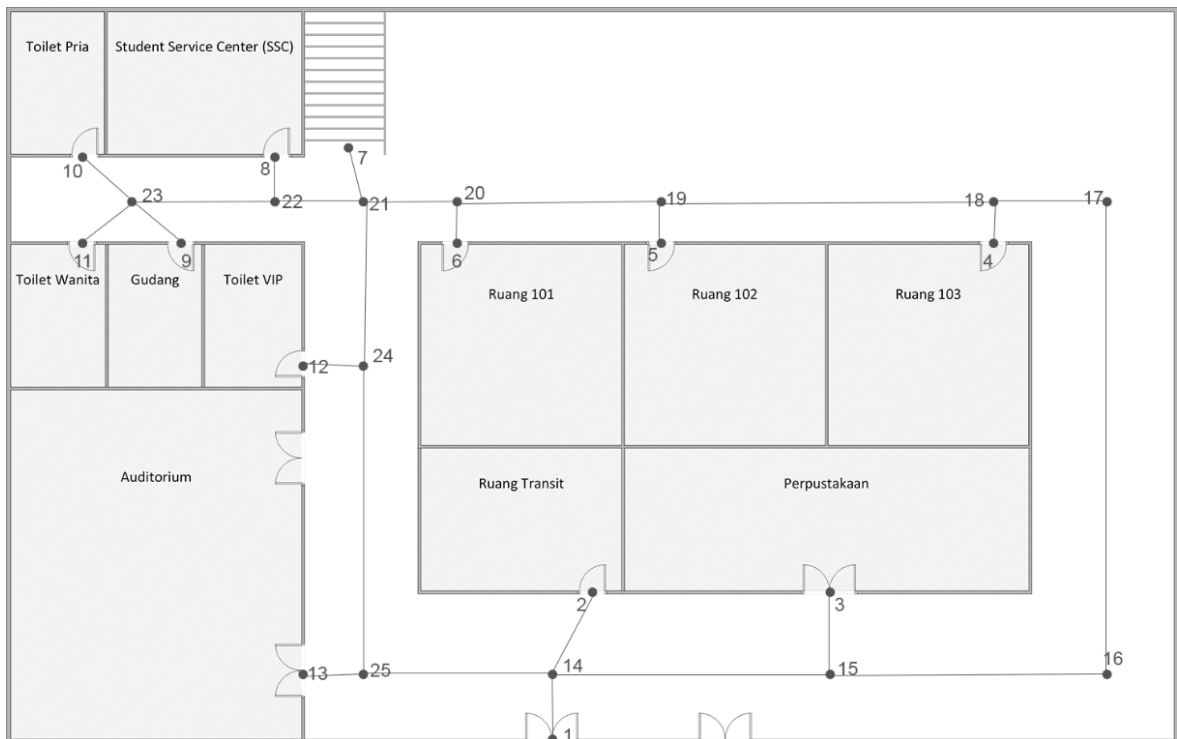 Toilet Pria
Student Service Center (SSC)
10
8
7
23
22
21
20
19
18
17
11
9
6
5
4
Toilet Wanita
Gudang
Toilet VIP
Ruang 101
Ruang 102
Ruang 103
12
24
Auditorium
Ruang Transit
Perpustakaan
2
3
13
25
14
15
16
1